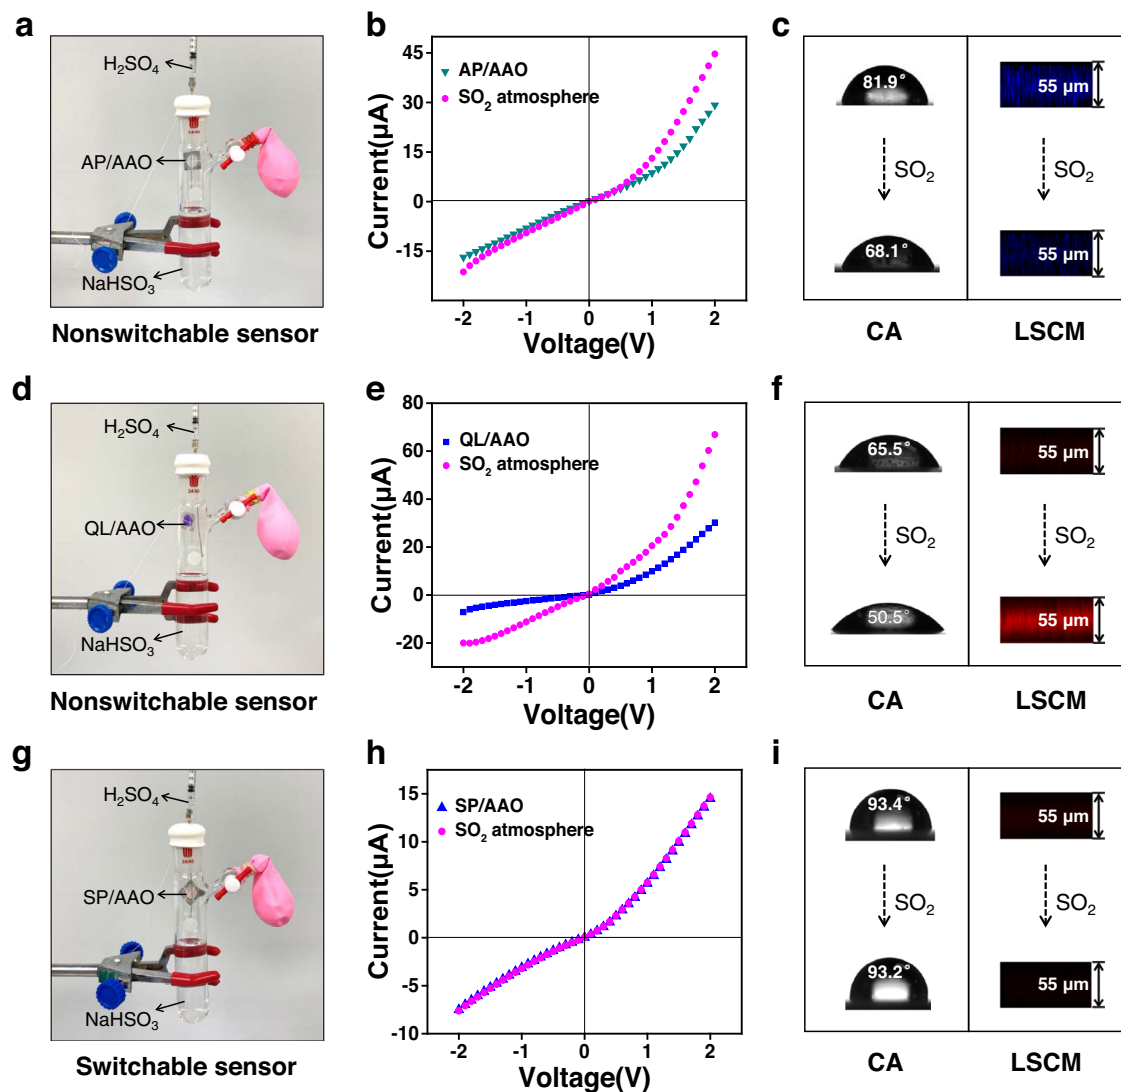 a
H₂SO₄
AP/AAO
NaHSO₃
Nonswitchable sensor
b
Current(μA)
45
30
15
0
-15
AP/AAO
SO₂ atmosphere
-2
-1
0
1
2
Voltage(V)
c
81.9°
SO₂
68.1°
CA
55 μm
SO₂
55 μm
LSCM
d
H₂SO₄
QL/AAO
NaHSO₃
Nonswitchable sensor
e
Current(μA)
80
60
40
20
0
-20
QL/AAO
SO₂ atmosphere
-2
-1
0
1
2
Voltage(V)
f
65.5°
SO₂
50.5°
CA
55 μm
SO₂
55 μm
LSCM
g
H₂SO₄
SP/AAO
NaHSO₃
Switchable sensor
h
Current(μA)
15
10
5
0
-5
-10
SP/AAO
SO₂ atmosphere
-2
-1
0
1
2
Voltage(V)
i
93.4°
SO₂
93.2°
CA
55 μm
SO₂
55 μm
LSCM